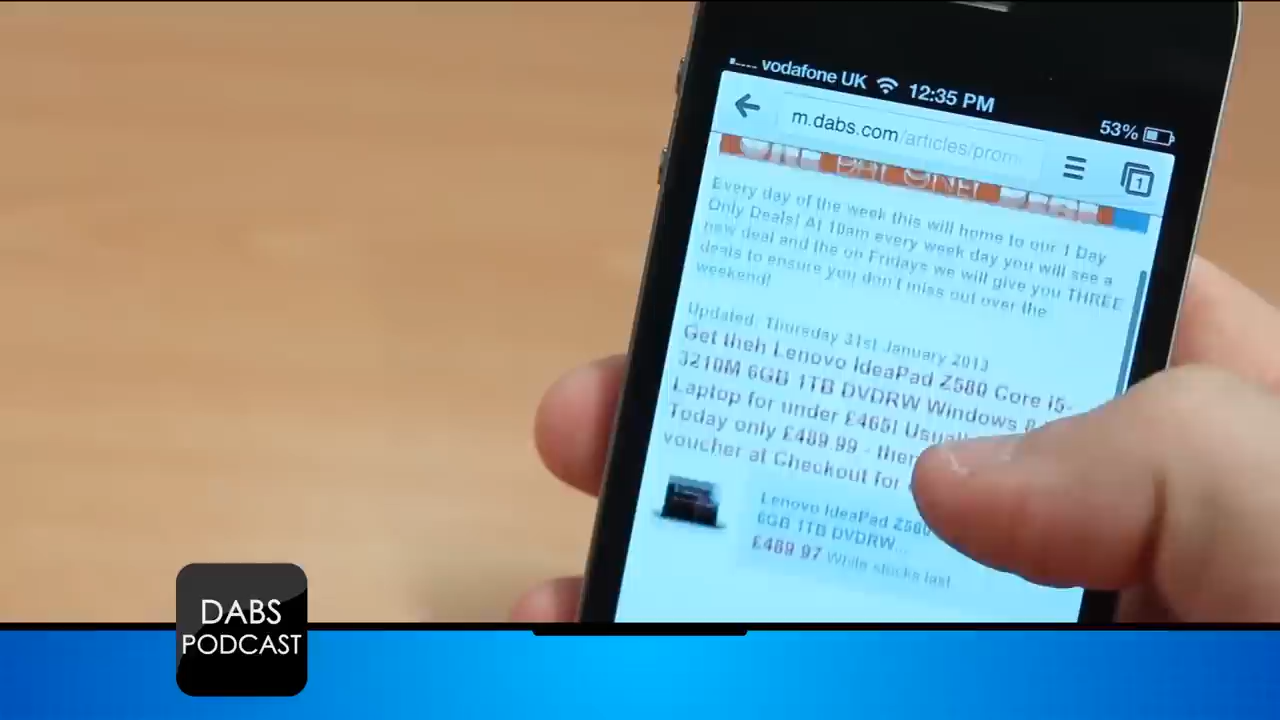 vodafone UK 12:35 PM 53%
m.dabs.com/articles/prom
1
ONE DAY ONLY DEAL
Every day of the week this will home to our 1 Day
Only Deals! At 10am every week day you will see a
new deal and the on Fridays we will give you THREE
deals to ensure you don't miss out over the
weekend!
Updated: Thursday 31st January 2013
Get theh Lenovo IdeaPad Z580 Core i5-
3210M 6GB 1TB DVDRW Windows 8
Laptop for under £465!
Today only £489.99 - then
voucher at Checkout for
Lenovo IdeaPad Z580
6GB 1TB DVDRW...
£489.97 While stocks last
DABS
PODCAST